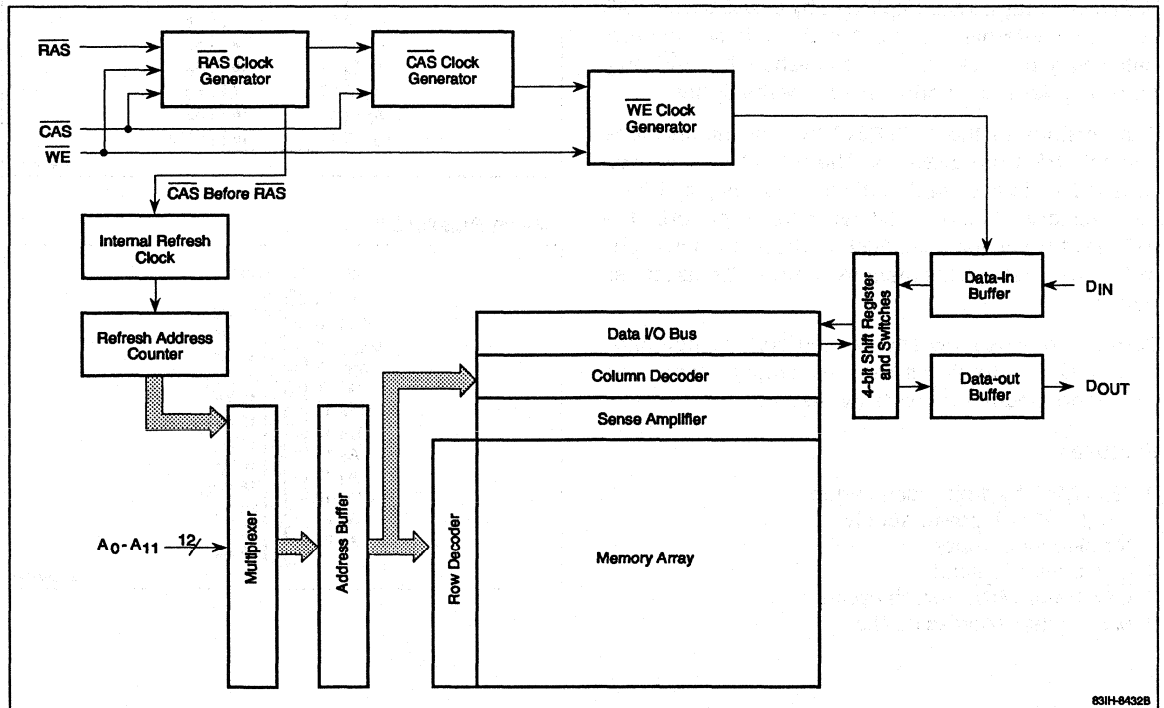 RAS
RAS Clock
Generator
CAS Clock
Generator
WE Clock
Generator
CAS
WE
CAS Before RAS
Internal Refresh
Clock
Refresh Address
Counter
Data I/O Bus
Column Decoder
Sense Amplifier
4-bit Shift Register
and Switches
Data-In
Buffer
DIN
Data-out
Buffer
DOUT
A0-A11
12
Multiplexer
Address Buffer
Row Decoder
Memory Array
83IH-8432B